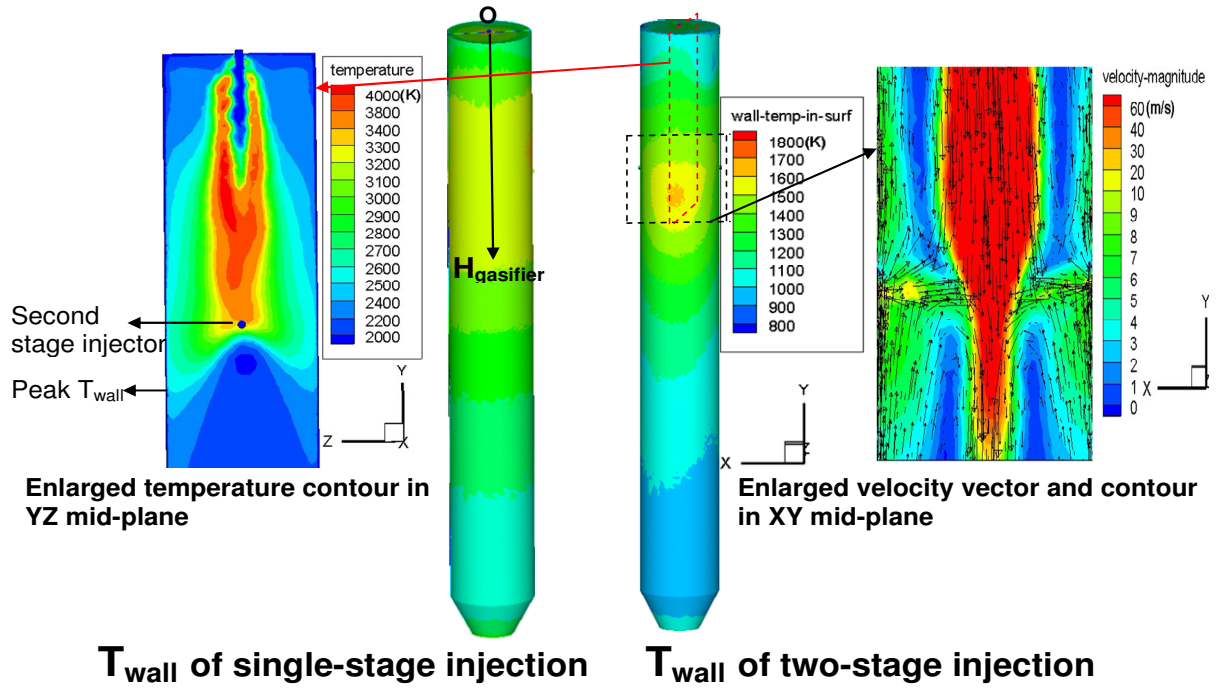 O
temperature
4000(K)
3800
3400
3300
3200
3100
3000
2900
2800
2700
2600
2500
2400
2300
2200
2000
Second
stage injector
Peak Twall
Y
Z
X
Enlarged temperature contour in
YZ mid-plane
Hgasifier
wall-temp-in-surf
1800(K)
1700
1600
1500
1400
1300
1200
1100
1000
900
800
Y
X
velocity-magnitude
60(m/s)
40
30
20
10
9
8
7
6
5
4
3
2
1
0
Y
X
Enlarged velocity vector and contour
in XY mid-plane
Twall of single-stage injection
Twall of two-stage injection